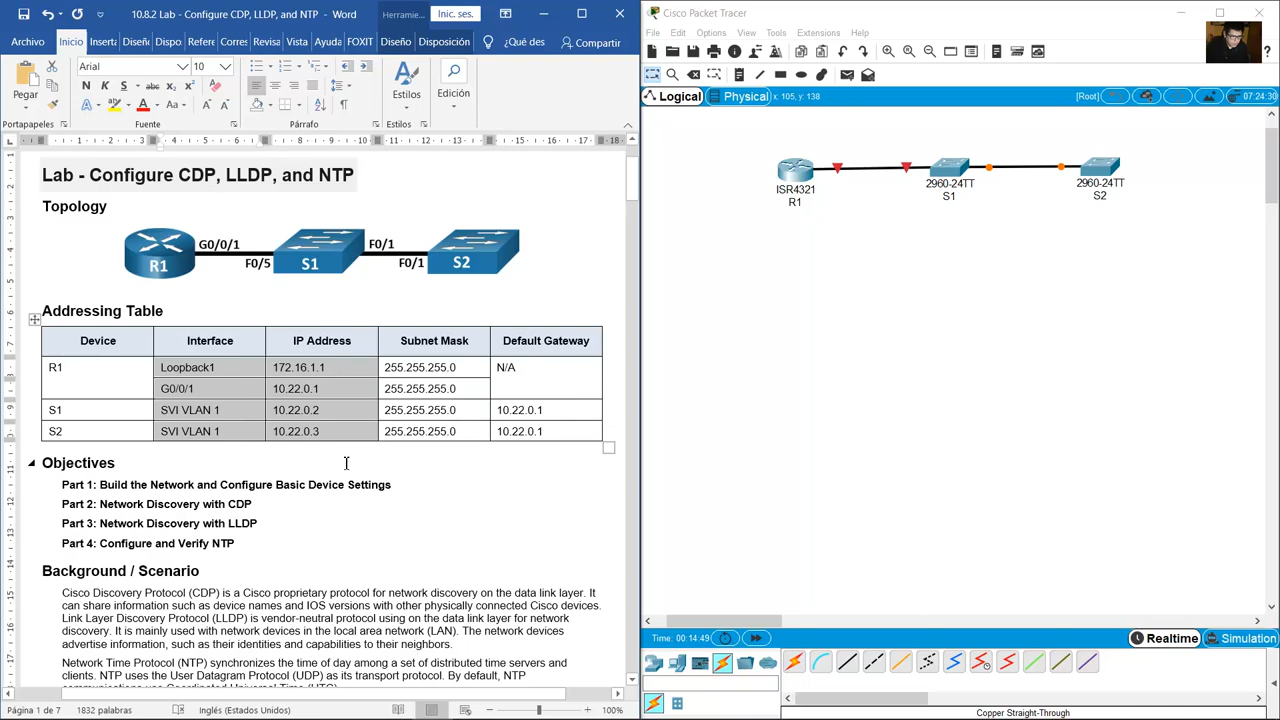 10.8.2 Lab - Configure CDP, LLDP, and NTP - Word
Herramie...
Inic. ses.
Archivo
Inicio
Referencias
Revisa
Vista
Ayuda
FOXIT
Diseño
Disposición
¿Qué des
Compartir
Arial
10
Pegar
Estilos
Edición
Portapapeles
Fuente
Párrafo
Estilos
Lab - Configure CDP, LLDP, and NTP
Topology
G0/0/1
F0/1
R1
S1
S2
F0/5
F0/1
Addressing Table
Device Interface IP Address Subnet Mask Default Gateway
R1 Loopback1 172.16.1.1 255.255.255.0 N/A
G0/0/1 10.22.0.1 255.255.255.0
S1 SVI VLAN 1 10.22.0.2 255.255.255.0 10.22.0.1
S2 SVI VLAN 1 10.22.0.3 255.255.255.0 10.22.0.1
Objectives
Part 1: Build the Network and Configure Basic Device Settings
Part 2: Network Discovery with CDP
Part 3: Network Discovery with LLDP
Part 4: Configure and Verify NTP
Background / Scenario
Cisco Discovery Protocol (CDP) is a Cisco proprietary protocol for network discovery on the data link layer. It
can share information such as device names and IOS versions with other physically connected Cisco devices.
Link Layer Discovery Protocol (LLDP) is vendor-neutral protocol using on the data link layer for network
discovery. It is mainly used with network devices in the local area network (LAN). The network devices
advertise information, such as their identities and capabilities to their neighbors.
Network Time Protocol (NTP) synchronizes the time of day among a set of distributed time servers and
clients. NTP uses the User Datagram Protocol (UDP) as its transport protocol. By default, NTP
Página 1 de 7
1832 palabras
Inglés (Estados Unidos)
100%
Cisco Packet Tracer
File Edit Options View Tools Extensions Help
Logical
Physical
x: 105, y: 138
[Root]
07:24:30
ISR4321
R1
2960-24TT
S1
2960-24TT
S2
Time: 00:14:49
Realtime
Simulation
Copper Straight-Through